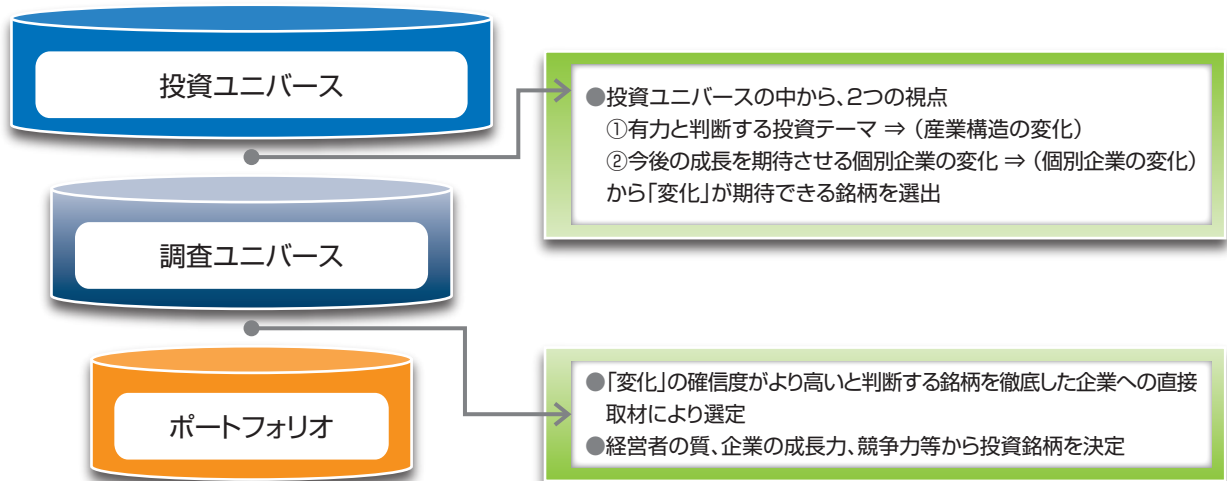 投資ユニバース
●投資ユニバースの中から、2つの視点
①有力と判断する投資テーマ ⇒ (産業構造の変化)
②今後の成長を期待させる個別企業の変化 ⇒ (個別企業の変化)
から「変化」が期待できる銘柄を選出
調査ユニバース
●「変化」の確信度がより高いと判断する銘柄を徹底した企業への直接
取材により選定
●経営者の質、企業の成長力、競争力等から投資銘柄を決定
ポートフォリオ